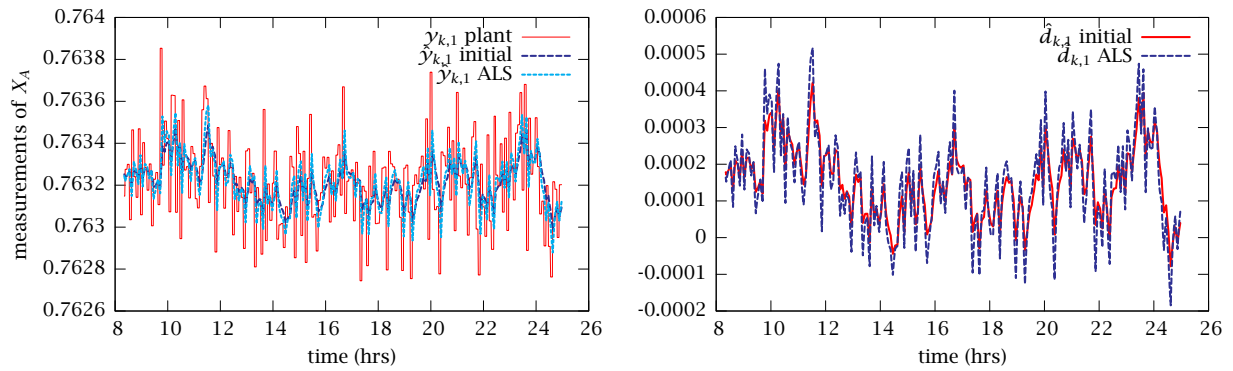 measurements of X_A
0.764
0.7638
0.7636
0.7634
0.7632
0.763
0.7628
0.7626
8 10 12 14 16 18 20 22 24 26
time (hrs)
y_{k,1} plant
ŷ_{k,1} initial
ŷ_{k,1} ALS
0.0006
0.0005
0.0004
0.0003
0.0002
0.0001
0
-0.0001
-0.0002
8 10 12 14 16 18 20 22 24 26
time (hrs)
d̂_{k,1} initial
d̂_{k,1} ALS